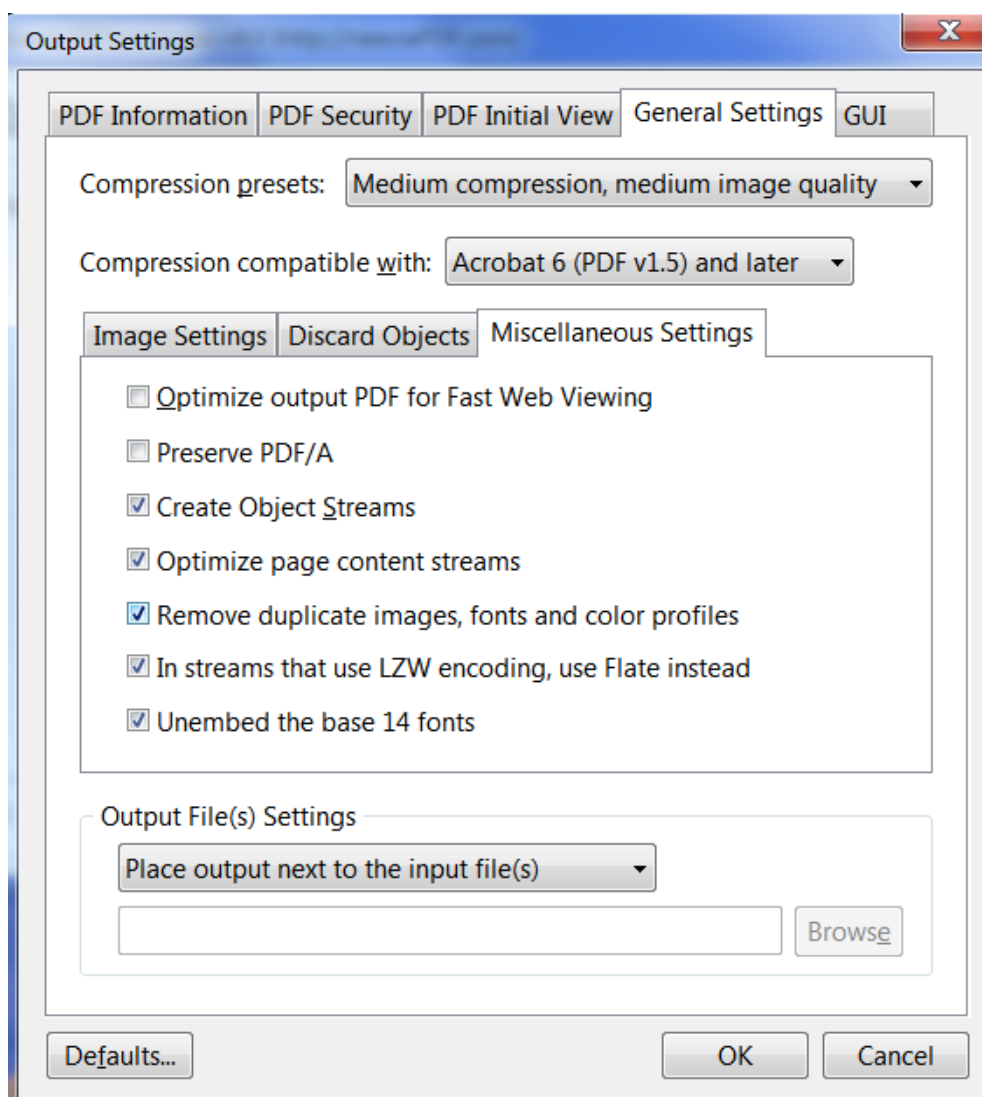 Output Settings
PDF Information PDF Security PDF Initial View General Settings GUI
Compression presets: Medium compression, medium image quality
Compression compatible with: Acrobat 6 (PDF v1.5) and later
Image Settings Discard Objects Miscellaneous Settings
Optimize output PDF for Fast Web Viewing
Preserve PDF/A
Create Object Streams
Optimize page content streams
Remove duplicate images, fonts and color profiles
In streams that use LZW encoding, use Flate instead
Unembed the base 14 fonts
Output File(s) Settings
Place output next to the input file(s)
Browse
Defaults... OK Cancel